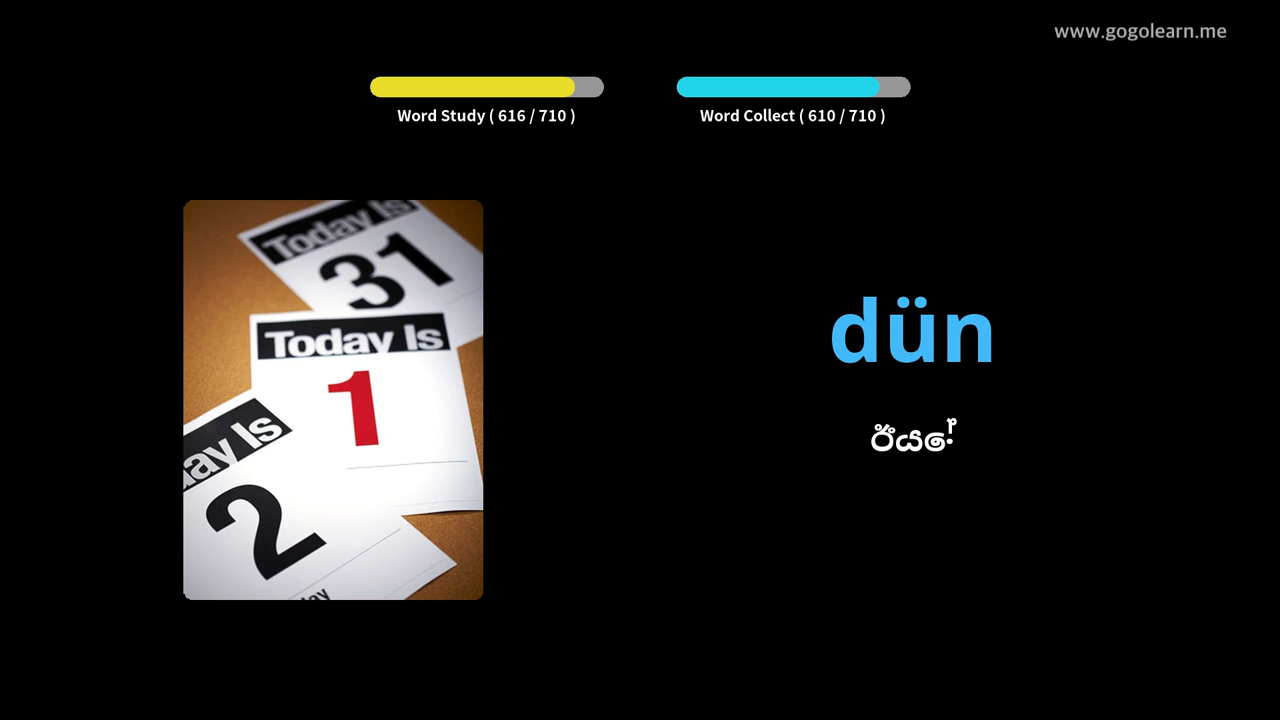 www.gogolearn.me
Word Study ( 616 / 710 )
Word Collect ( 610 / 710 )
Today Is
31
Today Is
1
ay Is
2
day
dün
ඊයේ